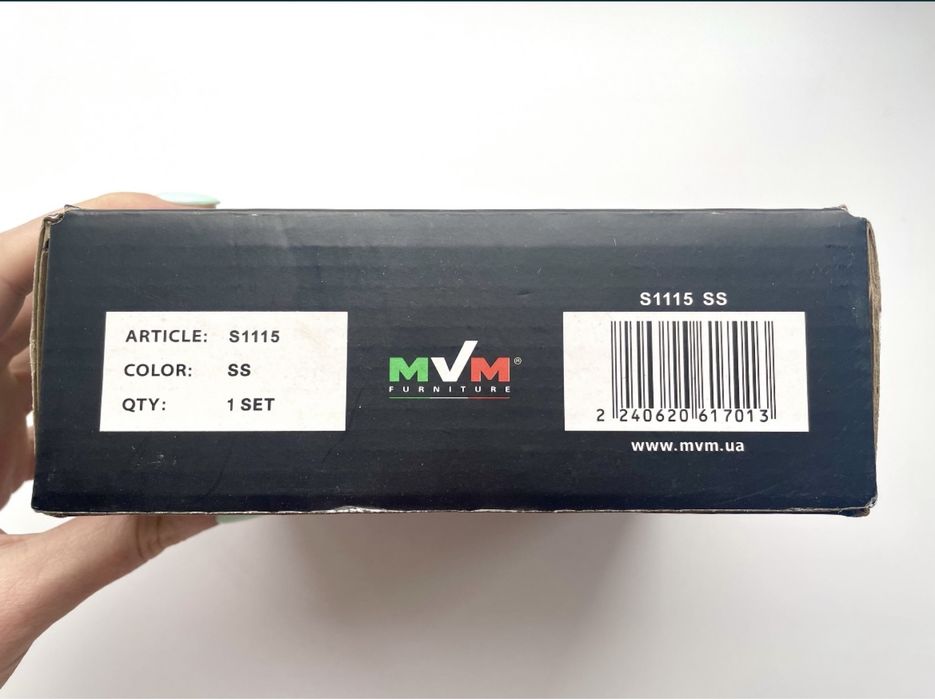 ARTICLE: S1115
COLOR: SS
QTY: 1 SET
MVM®
FURNITURE
S1115 SS
2 240620 617013
www.mvm.ua